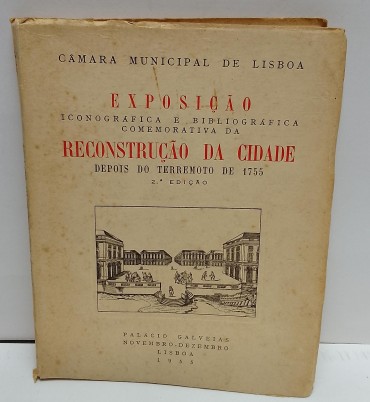 CÂMARA MUNICIPAL DE LISBOA
EXPOSIÇÃO
ICONOGRÁFICA E BIBLIOGRÁFICA
COMEMORATIVA DA
RECONSTRUÇÃO DA CIDADE
DEPOIS DO TERREMOTO DE 1755
2.ª EDIÇÃO
PALÁCIO GALVEIAS
NOVEMBRO-DEZEMBRO
LISBOA